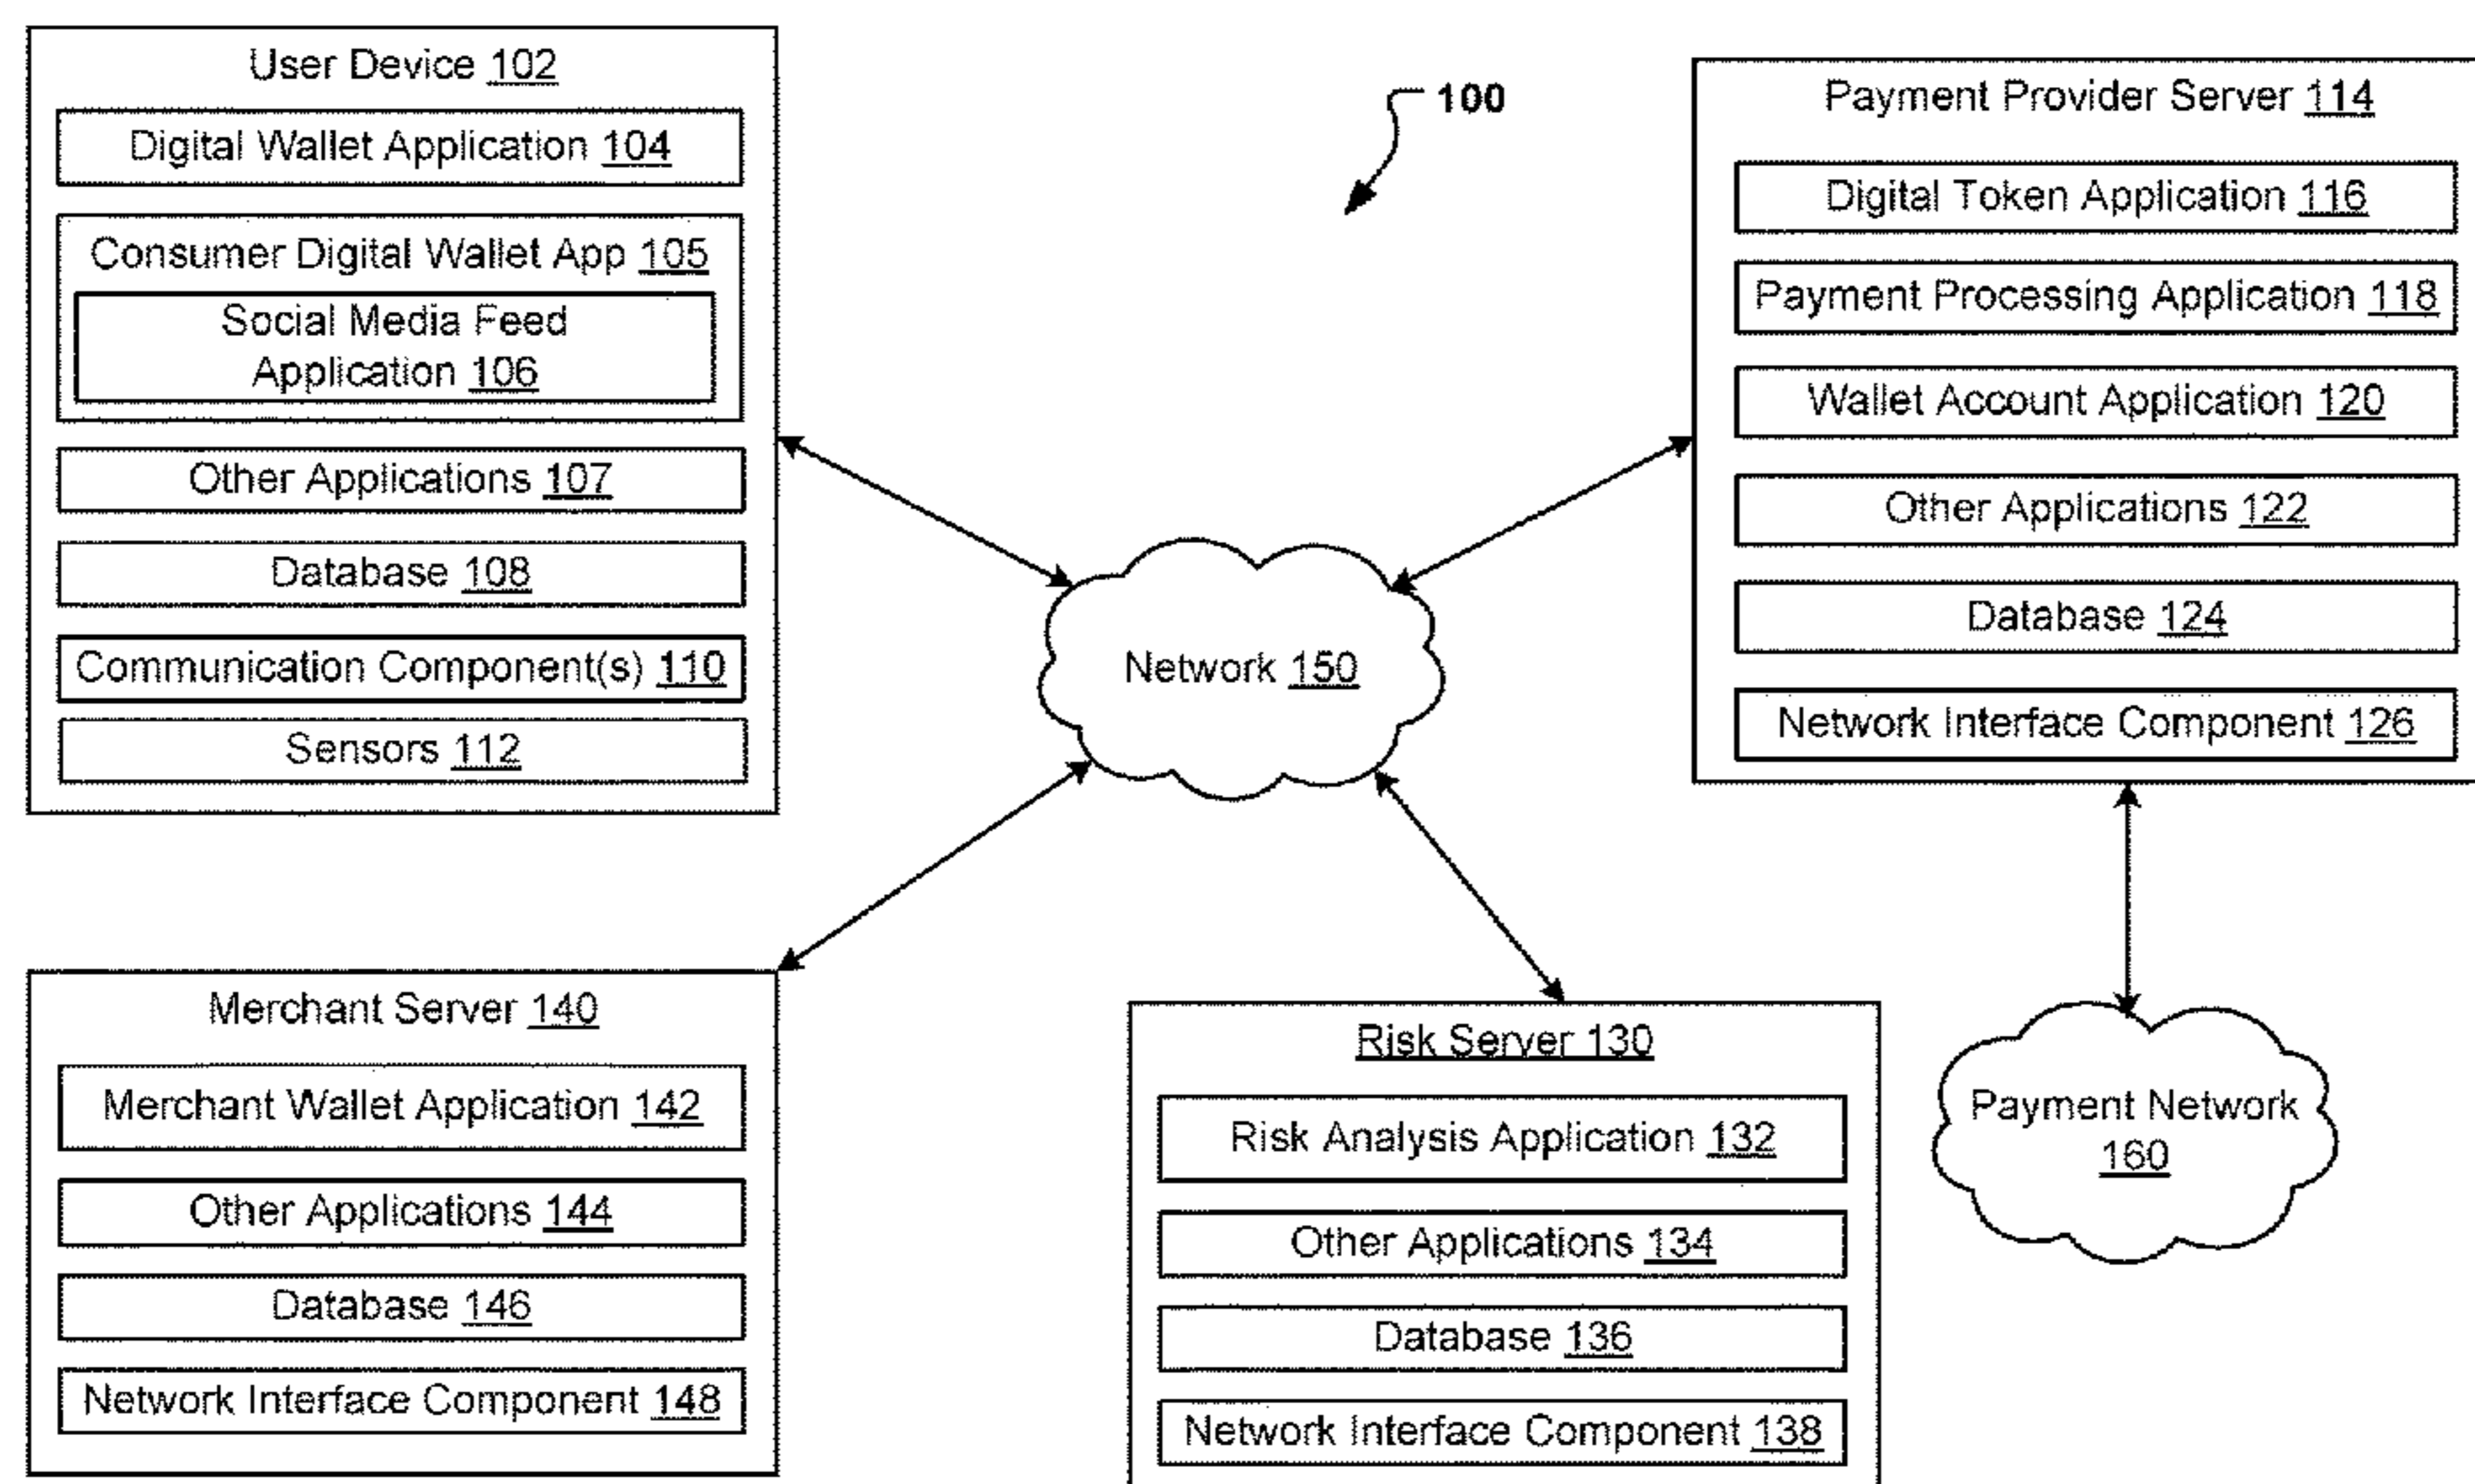 User Device 102
Digital Wallet Application 104
Consumer Digital Wallet App 105
Social Media Feed
Application 106
Other Applications 107
Database 108
Communication Component(s) 110
Sensors 112
100
Payment Provider Server 114
Digital Token Application 116
Payment Processing Application 118
Wallet Account Application 120
Other Applications 122
Database 124
Network Interface Component 126
Network 150
Merchant Server 140
Merchant Wallet Application 142
Other Applications 144
Database 146
Network Interface Component 148
Risk Server 130
Risk Analysis Application 132
Other Applications 134
Database 136
Network Interface Component 138
Payment Network
160